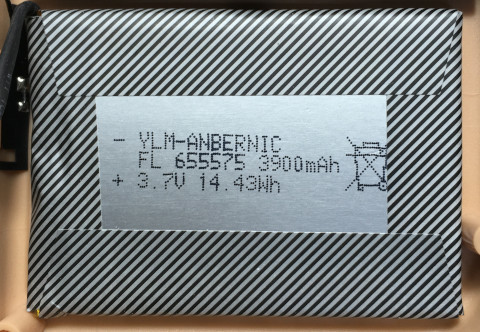 - YLM-ANBERNIC
FL 655575 3900mAh
+ 3.7V 14.43Wh